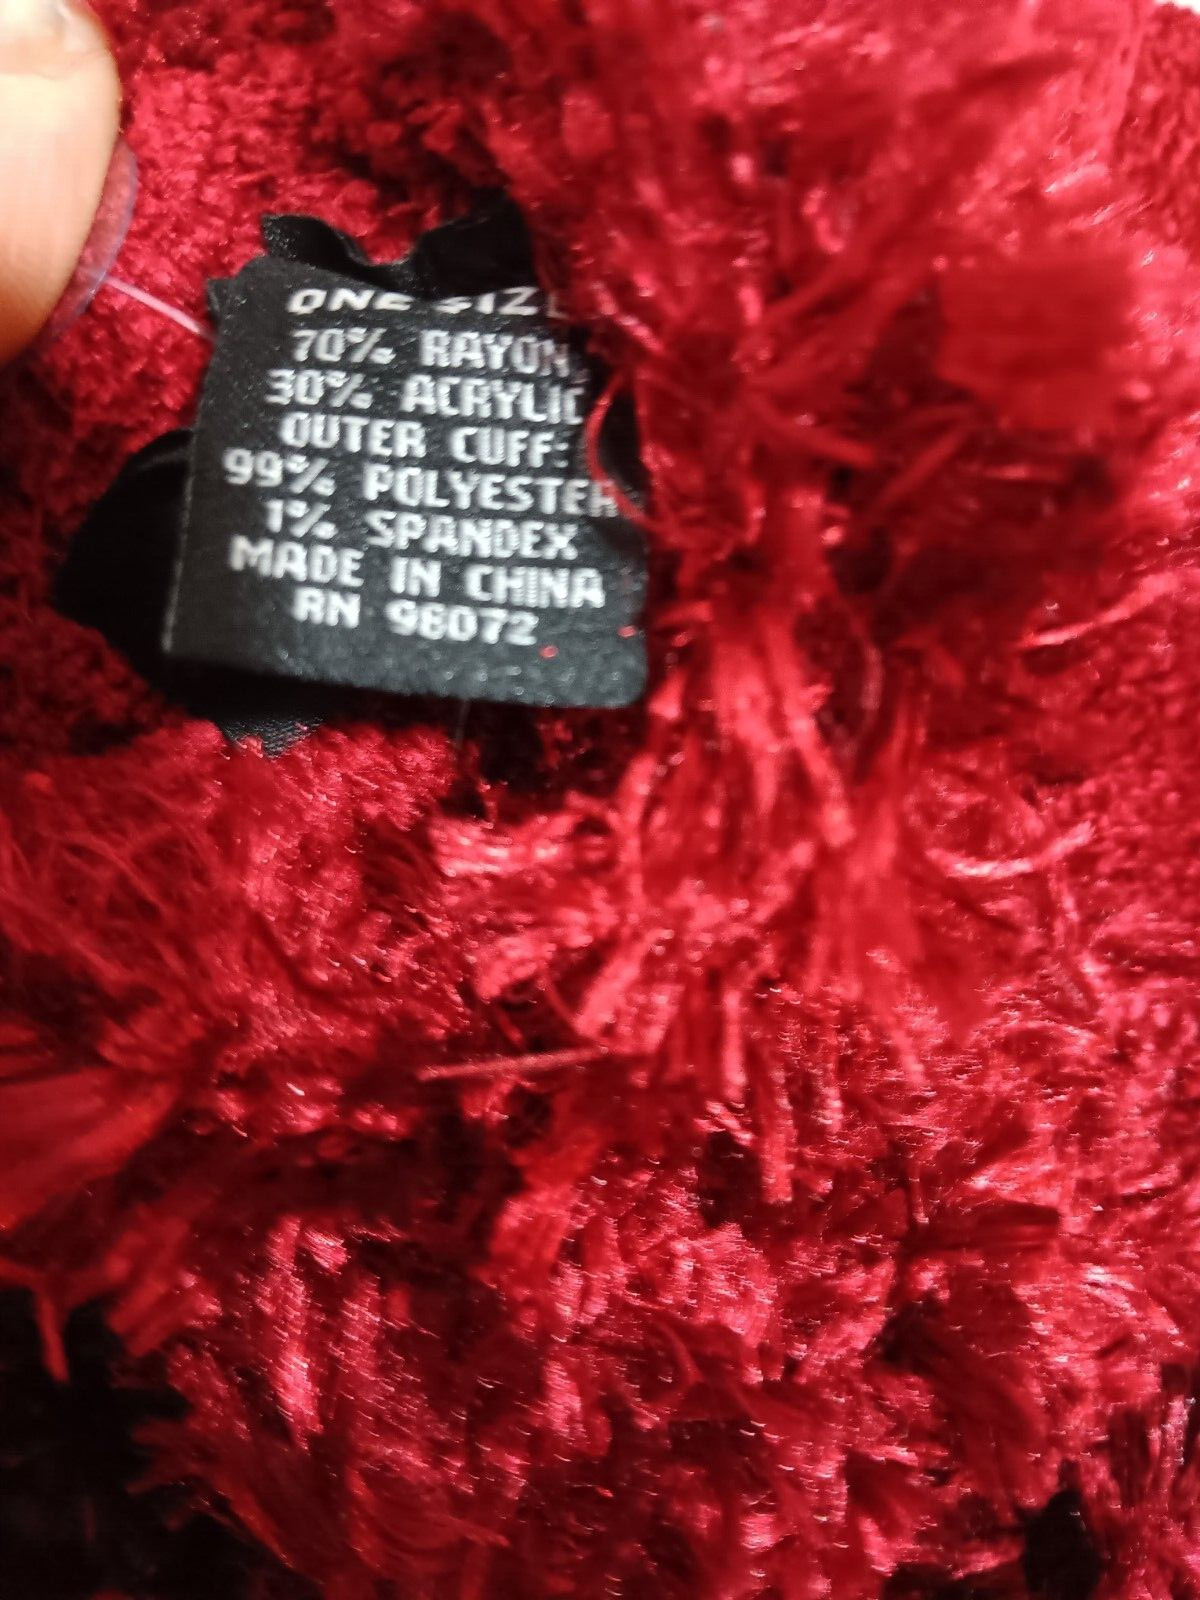 ONE SIZE
70% RAYON,
30% ACRYLIC
OUTER CUFF:
99% POLYESTER
1% SPANDEX
MADE IN CHINA
RN 98072